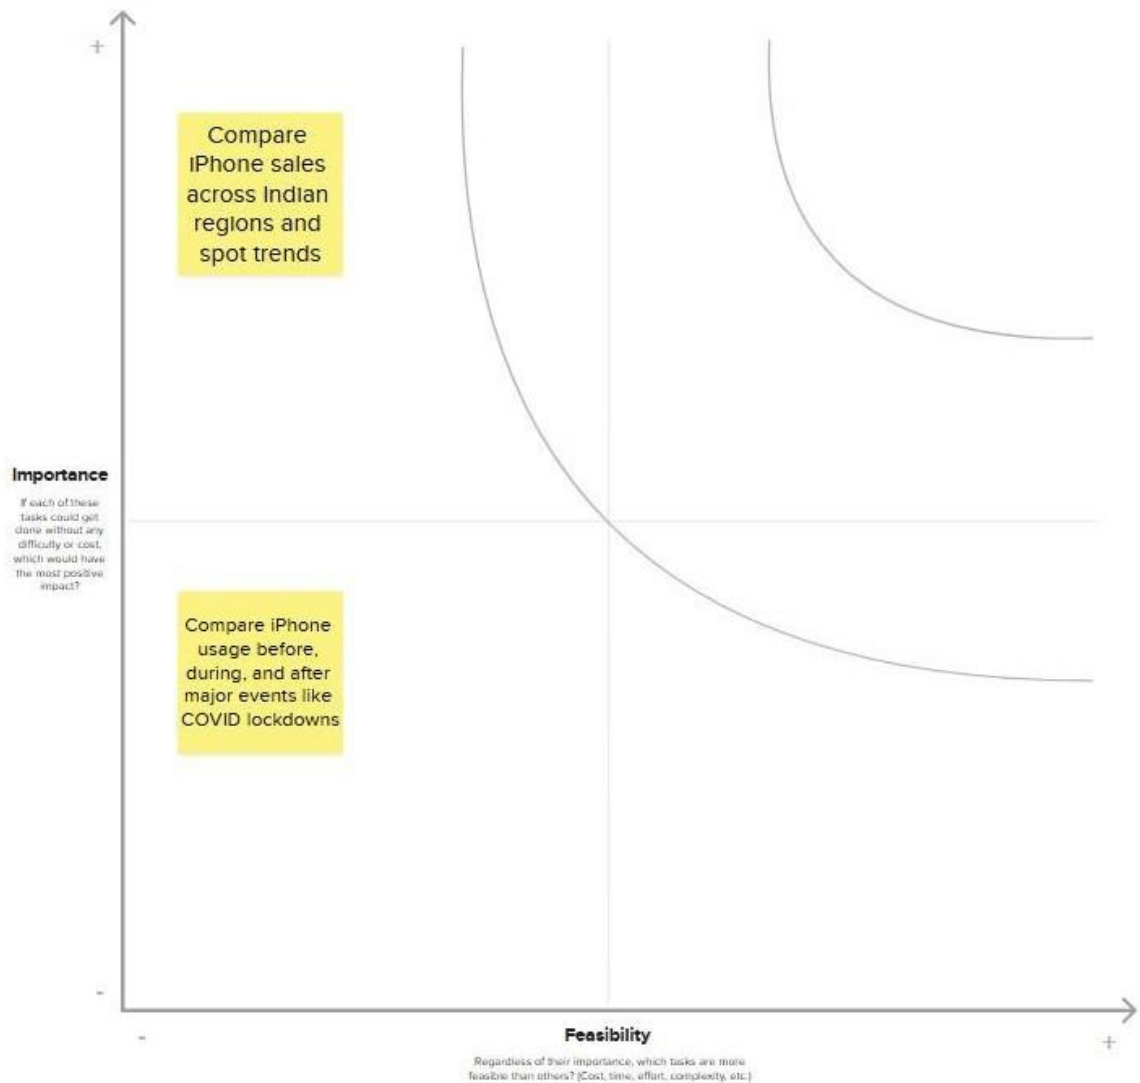 +
Compare
iPhone sales
across Indian
regions and
spot trends
Importance
If each of these
tasks could get
done without any
difficulty or cost,
which would have
the most positive
impact?
Compare iPhone
usage before,
during, and after
major events like
COVID lockdowns
-
-
Feasibility
+
Regardless of their importance, which tasks are more
feasible than others? (Cost, time, effort, complexity, etc.)